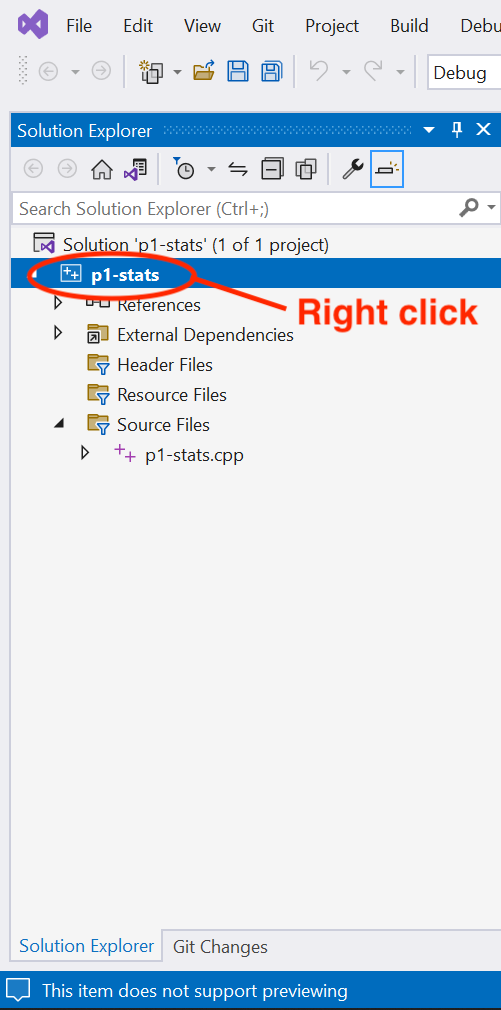 File Edit View Git Project Build Debu
Debug
Solution Explorer
Search Solution Explorer (Ctrl+;)
Solution 'p1-stats' (1 of 1 project)
p1-stats
Right click
References
External Dependencies
Header Files
Resource Files
Source Files
p1-stats.cpp
Solution Explorer Git Changes
This item does not support previewing